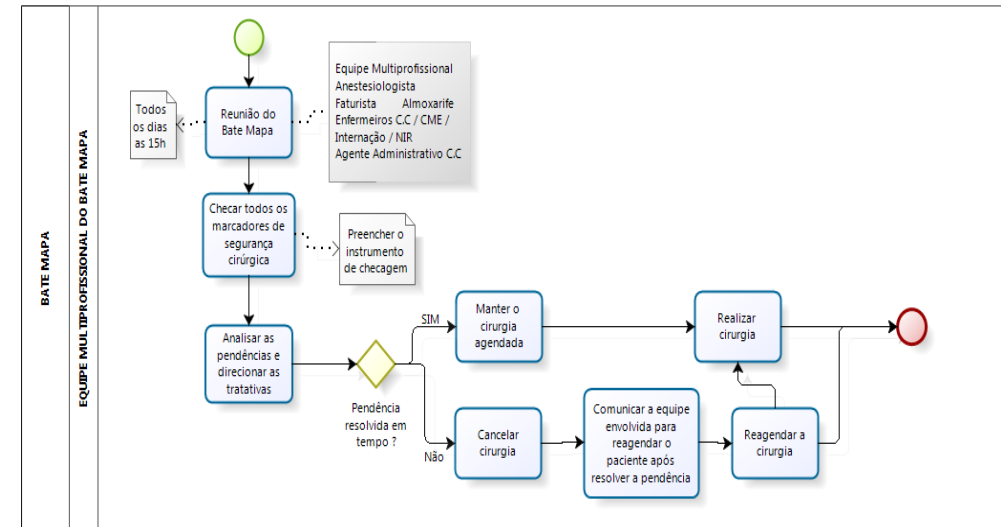 BATE MAPA
EQUIPE MULTIPROFISSIONAL DO BATE MAPA
Todos
os dias
as 15h
Reunião do
Bate Mapa
Equipe Multiprofissional
Anestesiologista
Faturista Almoxarife
Enfermeiros C.C / CME /
Internação / NIR
Agente Administrativo C.C
Checar todos os
marcadores de
segurança
cirúrgica
Preencher o
instrumento
de checagem
Analisar as
pendências e
direcionar as
tratativas
Pendência
resolvida em
tempo ?
SIM
Manter o
cirurgia
agendada
Realizar
cirurgia
Não
Cancelar
cirurgia
Comunicar a equipe
envolvida para
reagendar o
paciente após
resolver a pendência
Reagendar a
cirurgia